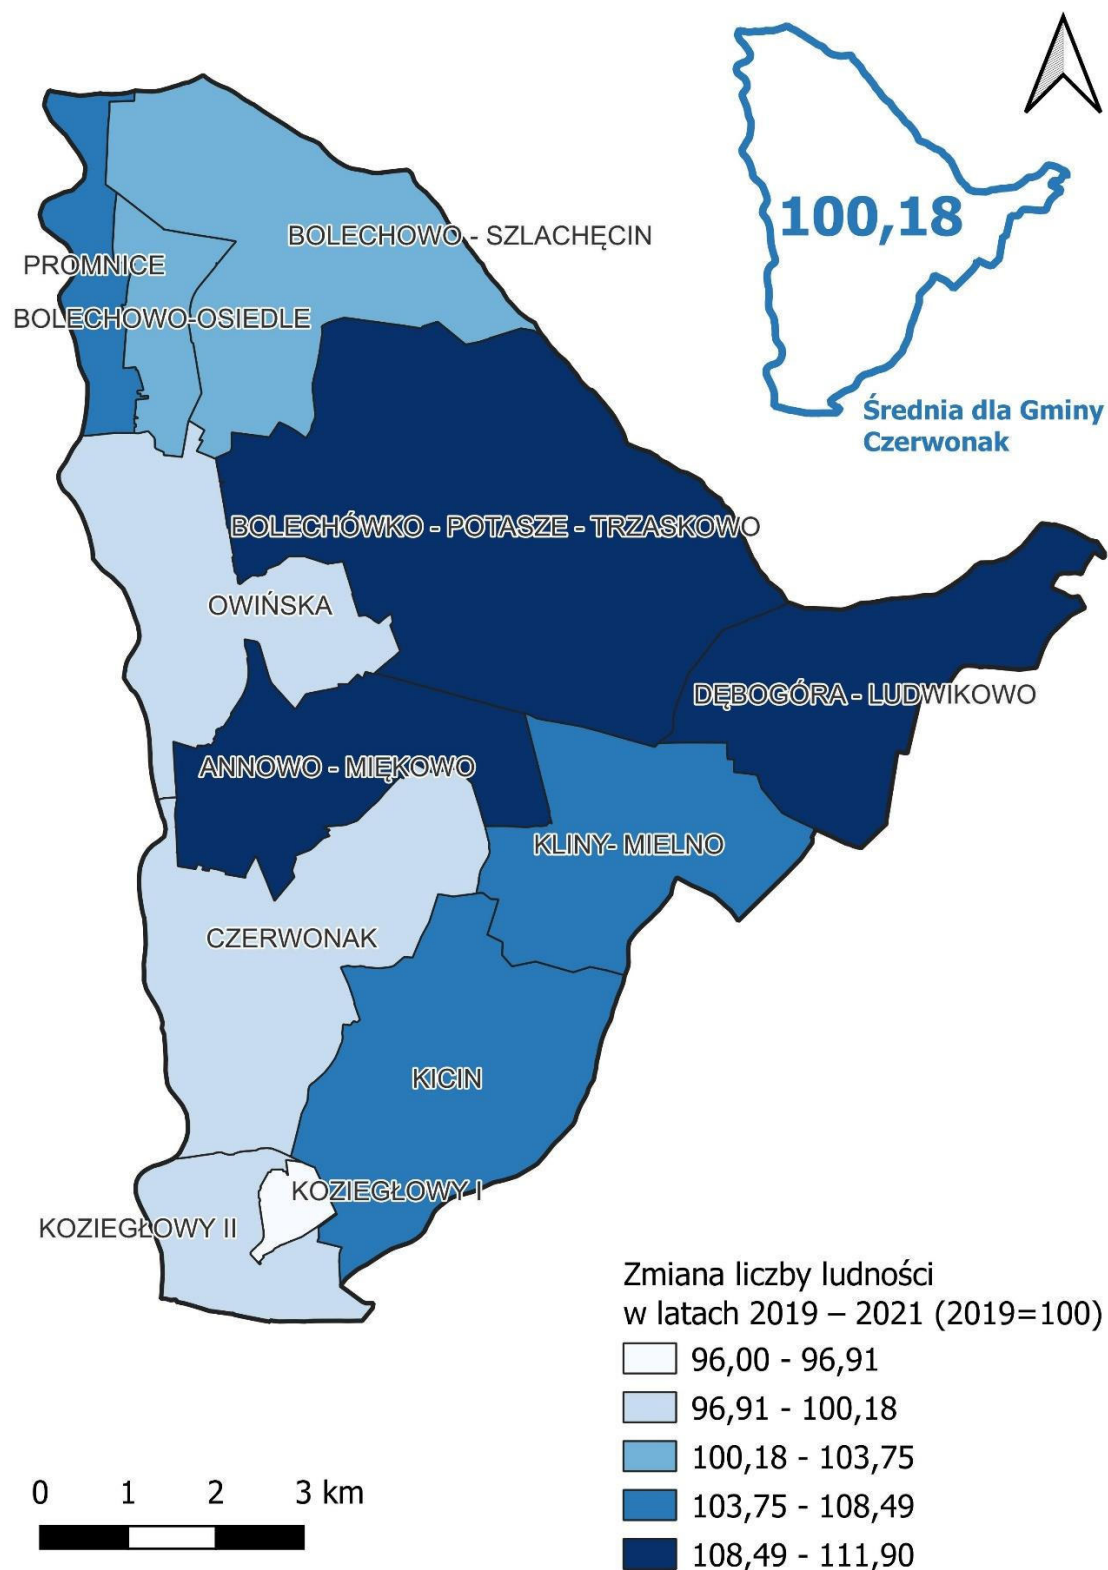 100,18
Średnia dla Gminy
Czerwonak
BOLECHOWO - SZLACHĘCIN
PROMNICE
BOLECHOWO-OSIEDLE
BOLECHÓWKO - POTASZE - TRZASKOWO
OWIŃSKA
DĘBOGÓRA - LUDWIKOWO
ANNOWO - MIĘKOWO
KLINY- MIELNO
CZERWONAK
KICIN
KOZIEGŁOWY I
KOZIEGŁOWY II
Zmiana liczby ludności
w latach 2019 – 2021 (2019=100)
96,00 - 96,91
96,91 - 100,18
100,18 - 103,75
103,75 - 108,49
108,49 - 111,90
0 1 2 3 km